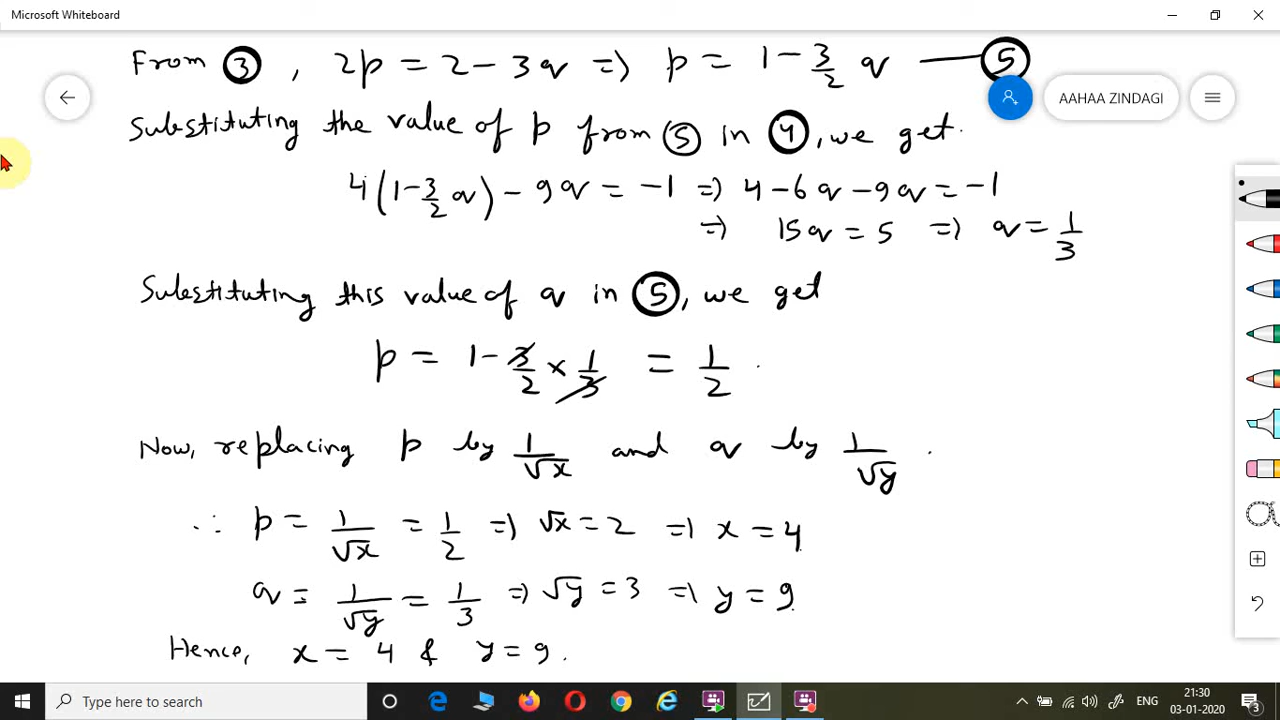 Microsoft Whiteboard
From ③, 2p = 2 - 3q => p = 1 - 3/2 q — ⑤
AAHAA ZINDAGI
Substituting the value of p from ⑤ in ④, we get.
4(1 - 3/2 q) - 9q = -1 => 4 - 6q - 9q = -1
=> 15q = 5 => q = 1/3
Substituting this value of q in ⑤, we get
p = 1 - 3/2 × 1/3 = 1/2
Now, replacing p by 1/√x and q by 1/√y.
∴ p = 1/√x = 1/2 => √x = 2 => x = 4
q = 1/√y = 1/3 => √y = 3 => y = 9
Hence, x = 4 & y = 9.
Type here to search
ENG
21:30
03-01-2020
3